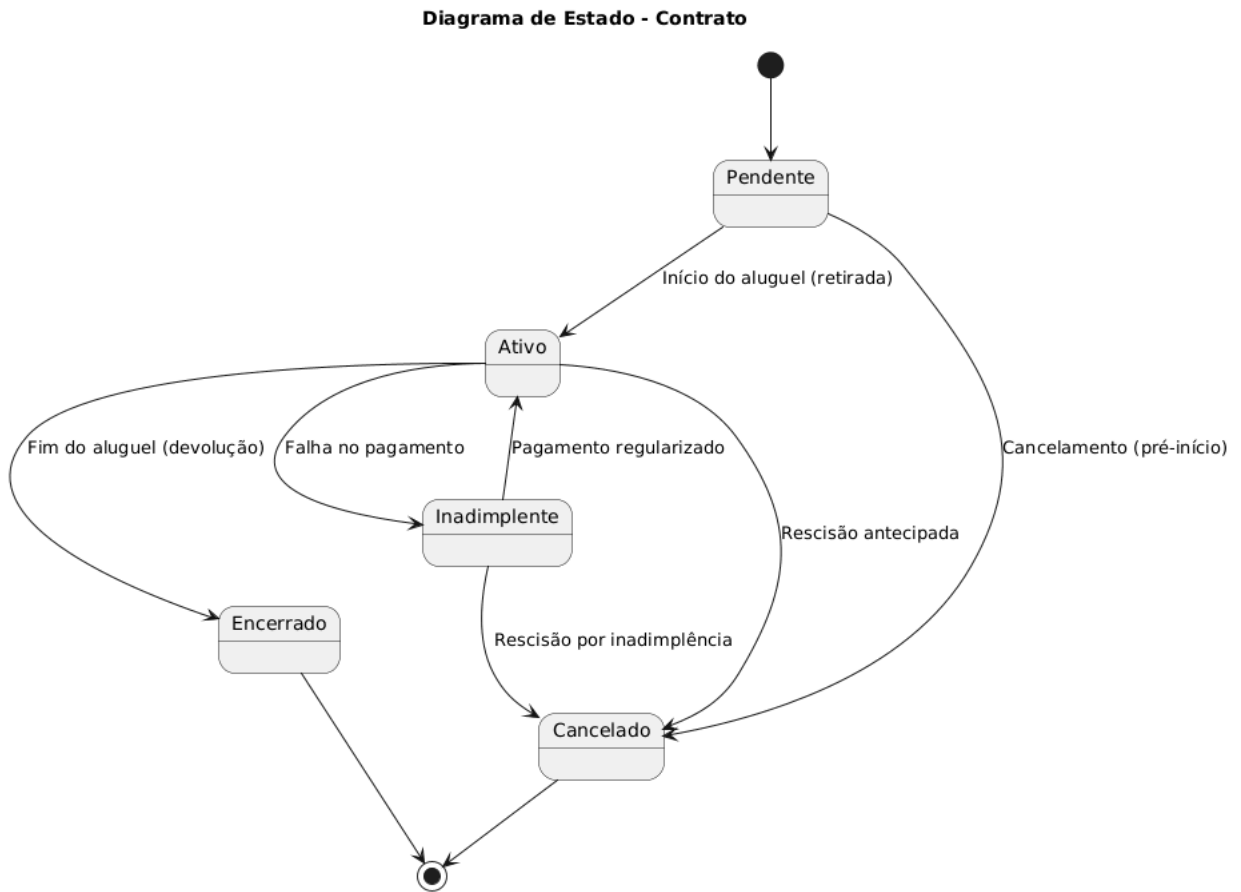 Diagrama de Estado - Contrato
Pendente
Início do aluguel (retirada)
Ativo
Fim do aluguel (devolução)
Falha no pagamento
Pagamento regularizado
Cancelamento (pré-início)
Inadimplente
Rescisão antecipada
Encerrado
Rescisão por inadimplência
Cancelado